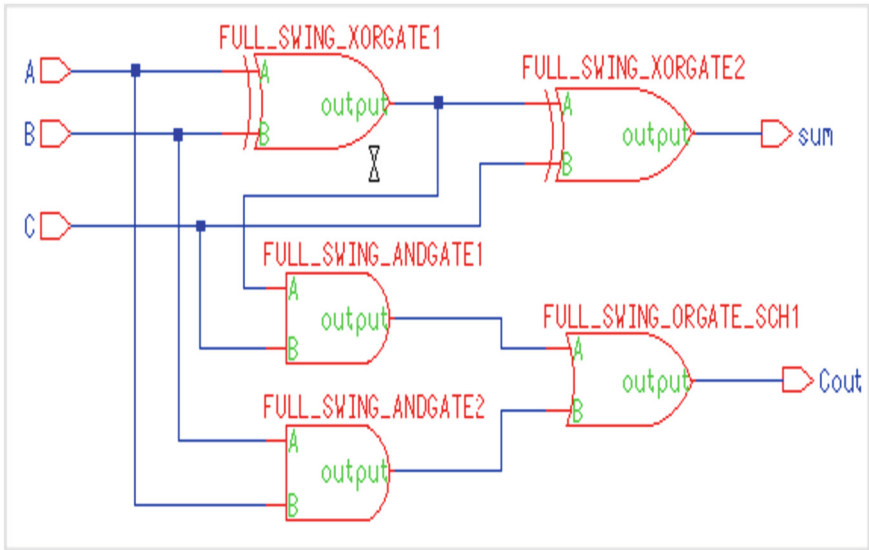 FULL_SWING_XORGATE1
FULL_SWING_XORGATE2
A
A
output
A
B
B
output
sum
B
C
FULL_SWING_ANDGATE1
A
output
B
FULL_SWING_ORGATE_SCH1
A
output
Cout
B
FULL_SWING_ANDGATE2
A
output
B